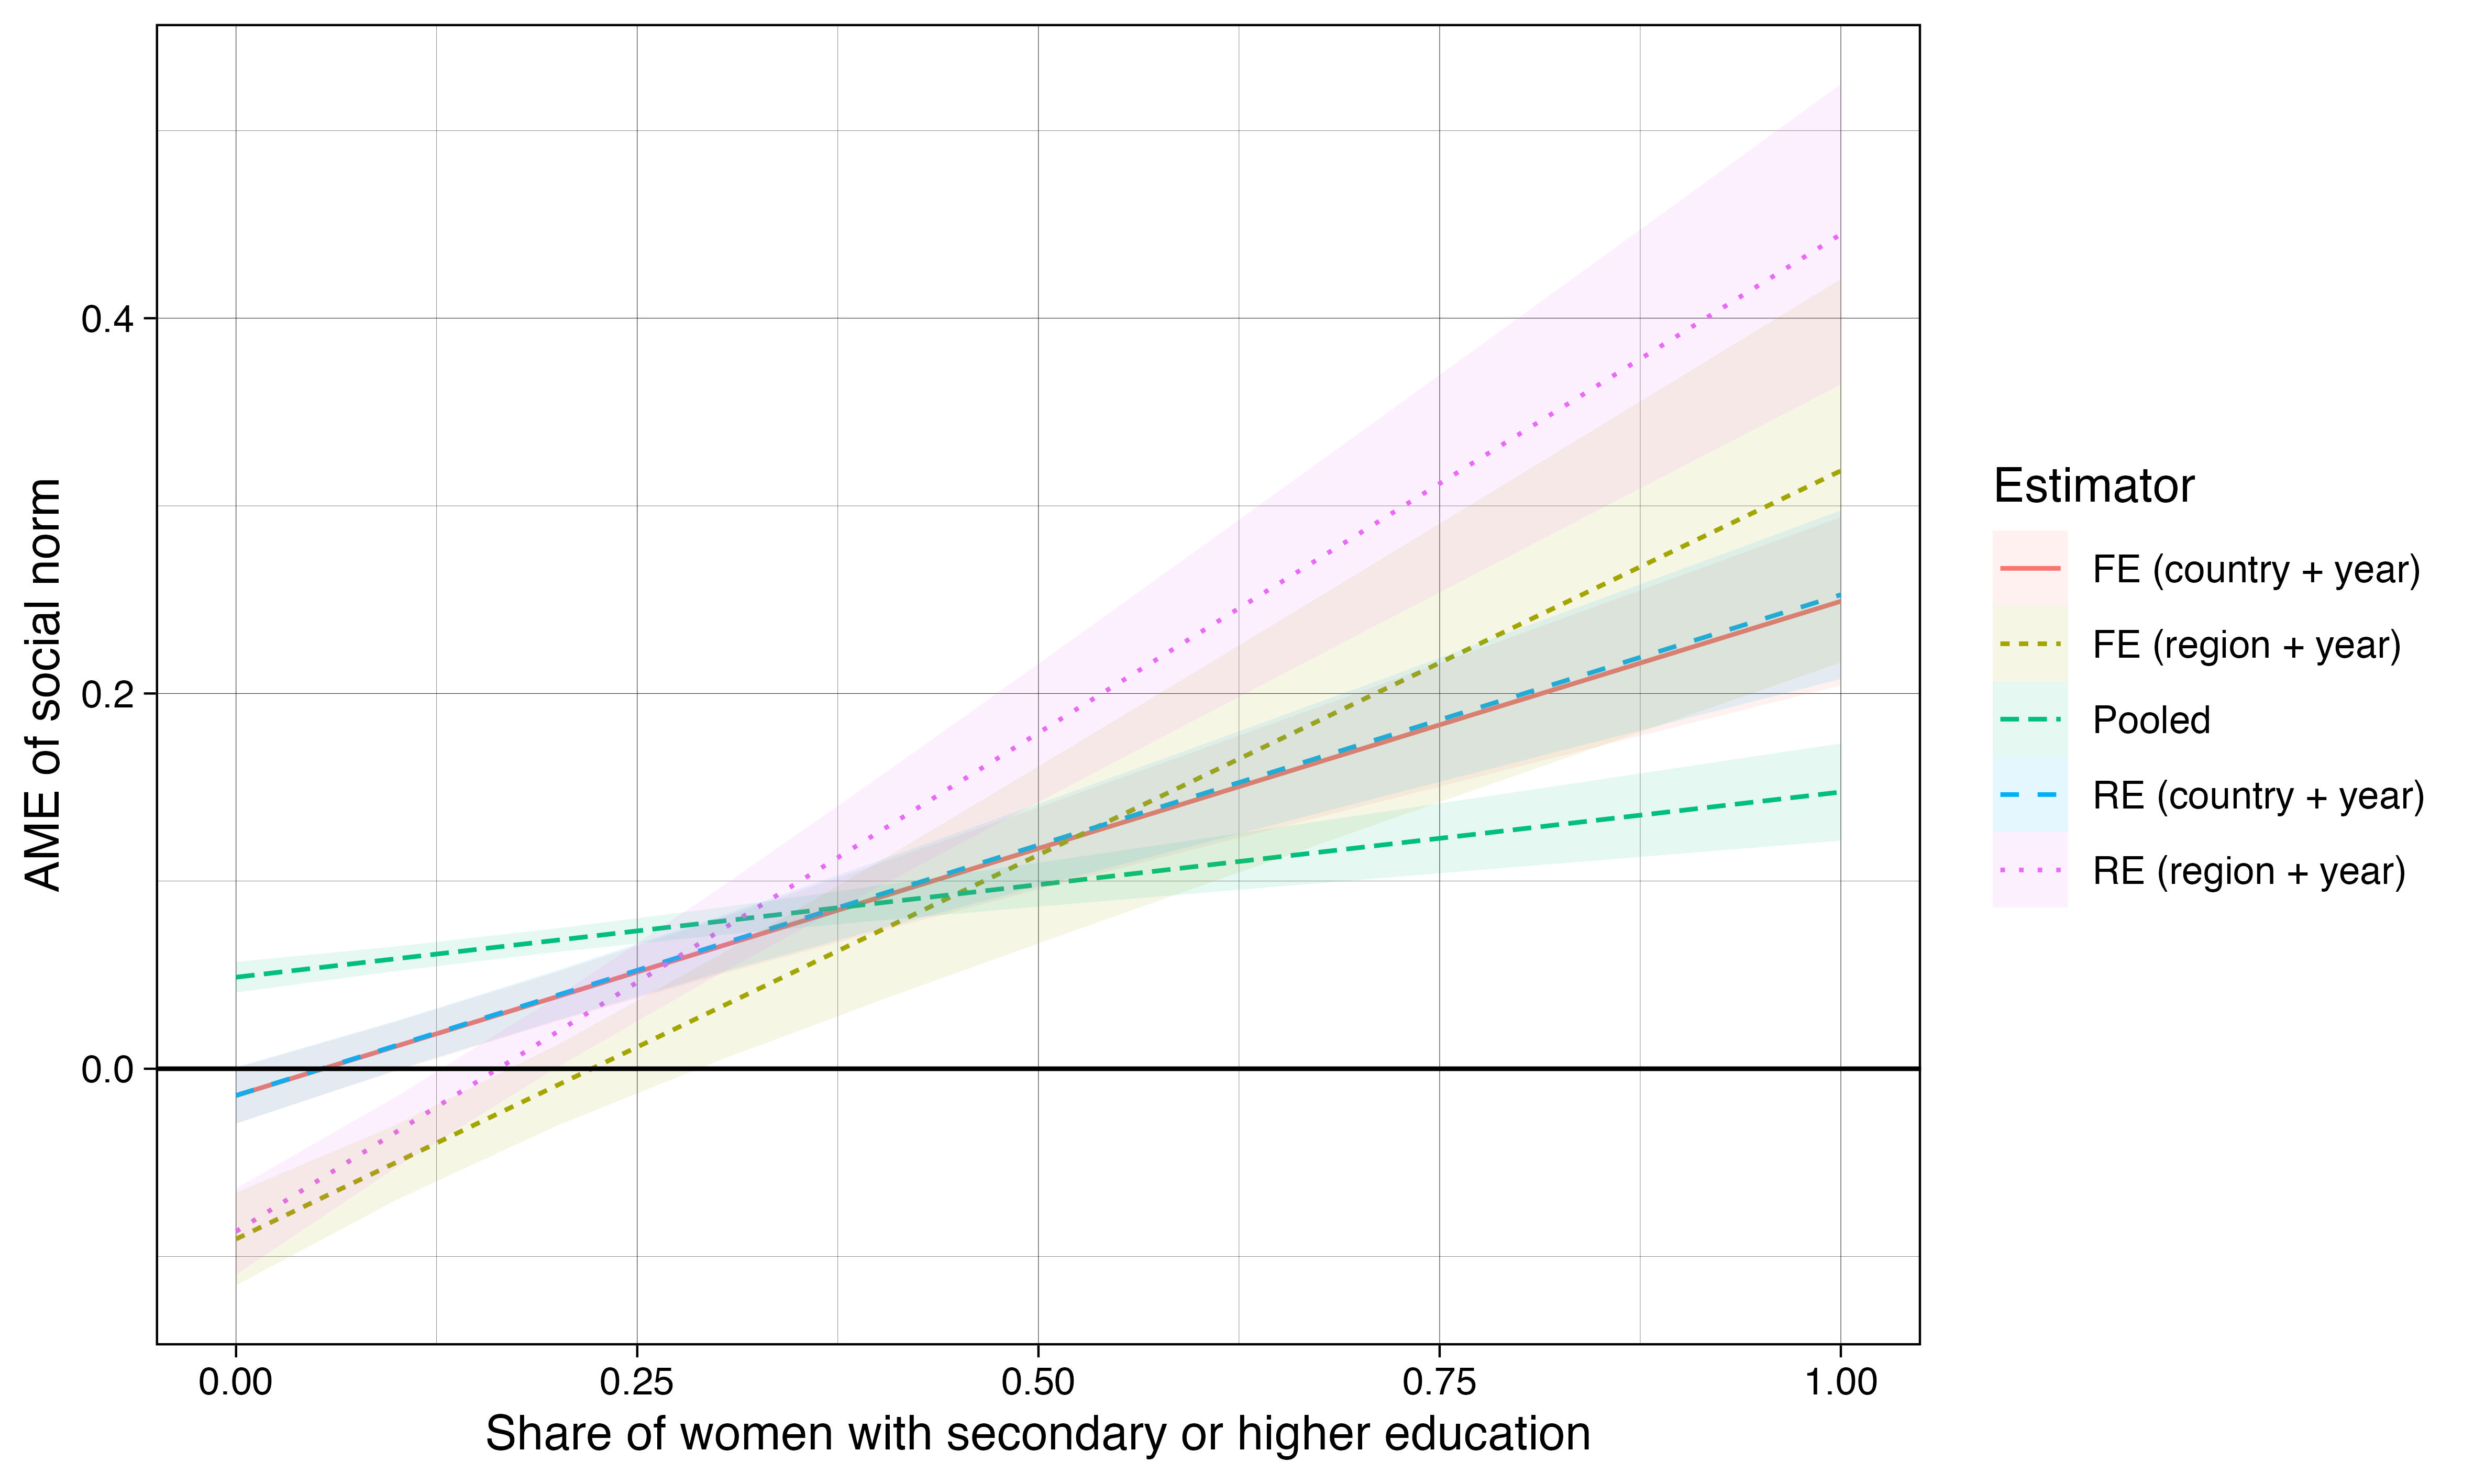 AME of social norm
0.4
0.2
0.0
0.00
0.25
0.50
0.75
1.00
Share of women with secondary or higher education
Estimator
FE (country + year)
FE (region + year)
Pooled
RE (country + year)
RE (region + year)